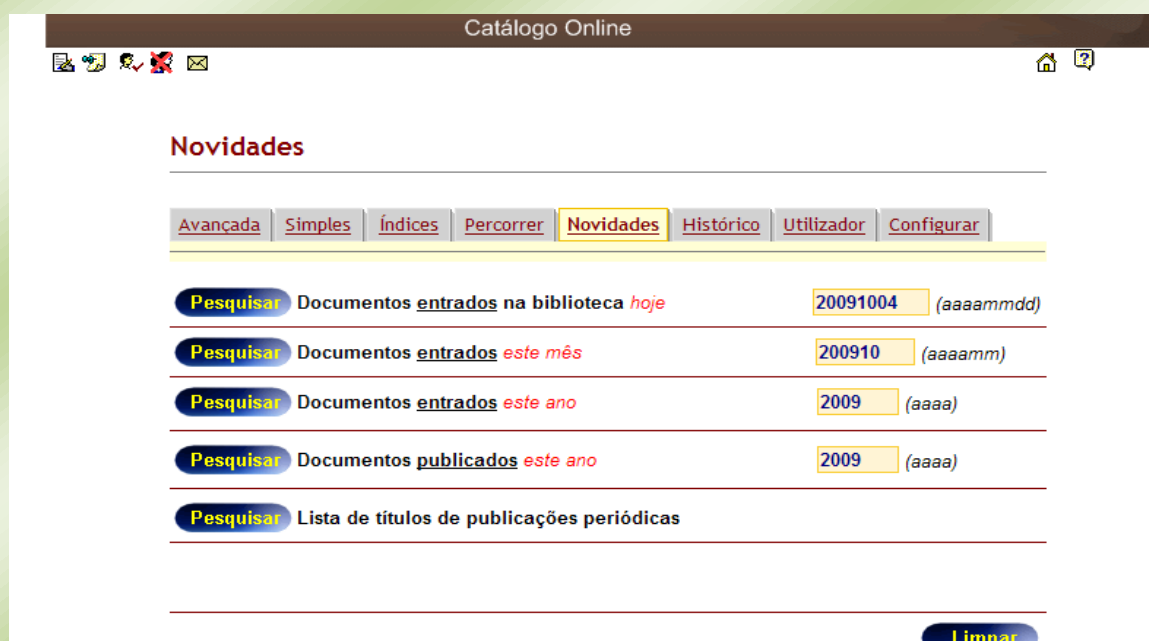 Catálogo Online
Novidades
Avançada Simples Índices Percorrer Novidades Histórico Utilizador Configurar
Pesquisar Documentos entrados na biblioteca hoje 20091004 (aaaammdd)
Pesquisar Documentos entrados este mês 200910 (aaaamm)
Pesquisar Documentos entrados este ano 2009 (aaaa)
Pesquisar Documentos publicados este ano 2009 (aaaa)
Pesquisar Lista de títulos de publicações periódicas
Limpar